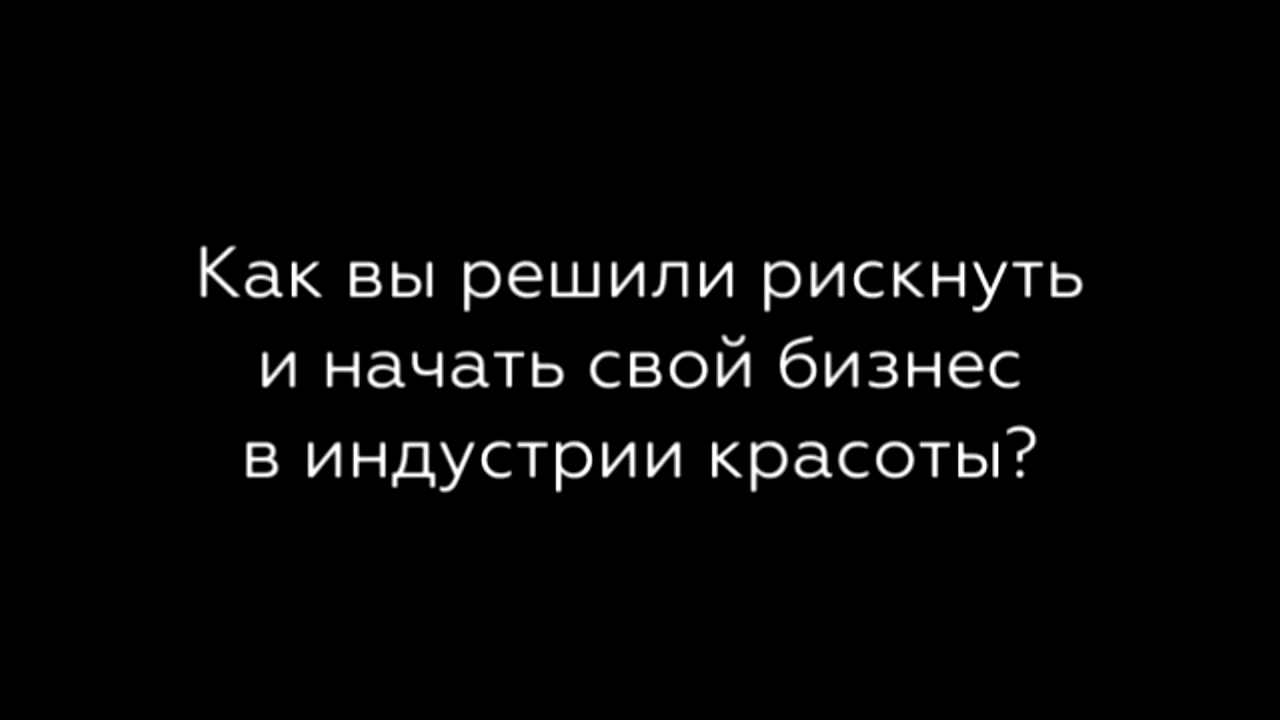 Как вы решили рискнуть
и начать свой бизнес
в индустрии красоты?